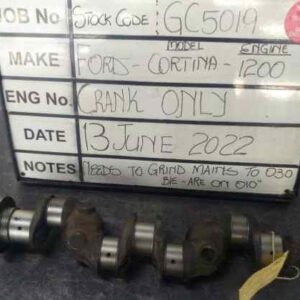 JOB No Stock Code: GC5019
MODEL ENGINE
MAKE FORD - CORTINA - 1200
ENG No. CRANK ONLY
DATE 13 JUNE 2022
NOTES NEEDS TO GRIND MAINS TO 030
B/E - ARE ON 010"